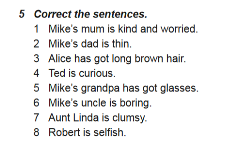 5 Correct the sentences.
1 Mike's mum is kind and worried.
2 Mike's dad is thin.
3 Alice has got long brown hair.
4 Ted is curious.
5 Mike's grandpa has got glasses.
6 Mike's uncle is boring.
7 Aunt Linda is clumsy.
8 Robert is selfish.